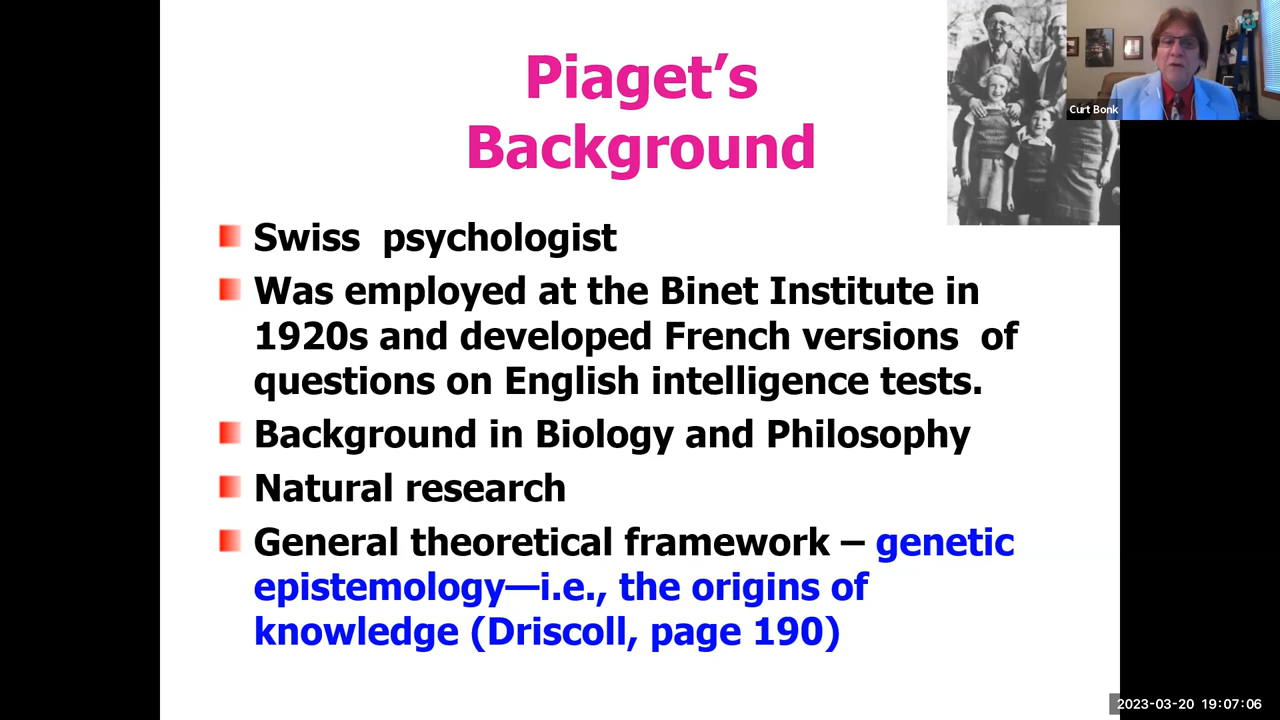 Piaget’s
Background
Curt Bonk
Swiss  psychologist
Was employed at the Binet Institute in
1920s and developed French versions  of
questions on English intelligence tests.
Background in Biology and Philosophy
Natural research
General theoretical framework – genetic
epistemology—i.e., the origins of
knowledge (Driscoll, page 190)
2023-03-20 19:07:06